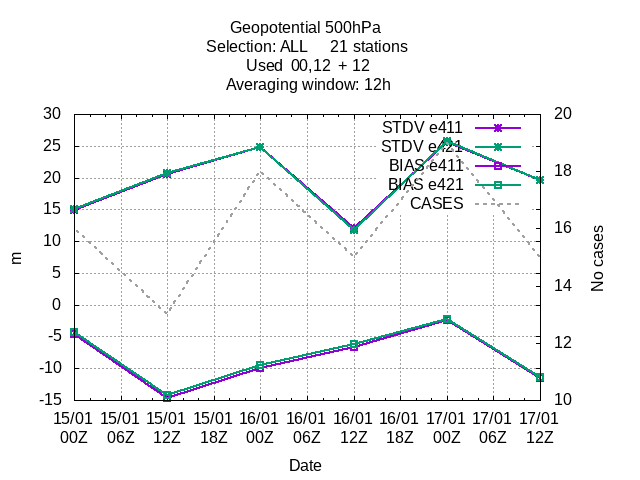 Geopotential 500hPa
Selection: ALL 21 stations
Used 00,12 + 12
Averaging window: 12h
30
25
20
15
10
5
0
-5
-10
-15
m
20
18
16
14
12
10
No cases
STDV e411
STDV e421
BIAS e411
BIAS e421
CASES
15/01 15/01 15/01 15/01 16/01 16/01 16/01 16/01 17/01 17/01 17/01
00Z 06Z 12Z 18Z 00Z 06Z 12Z 18Z 00Z 06Z 12Z
Date